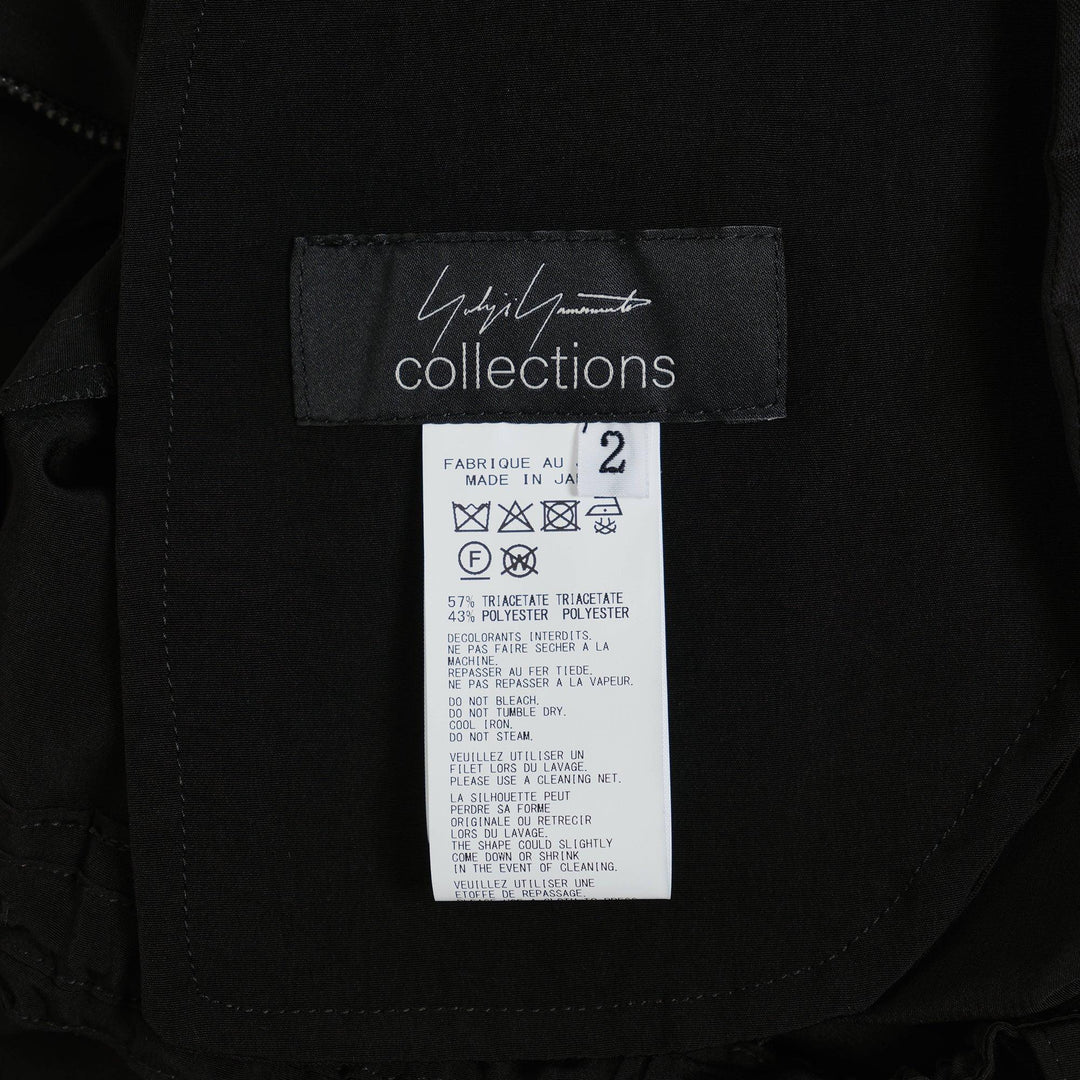 Yohji Yamamoto
collections
2
FABRIQUE AU
MADE IN JA
F
W
57% TRIACETATE TRIACETATE
43% POLYESTER POLYESTER
DECOLORANTS INTERDITS.
NE PAS FAIRE SECHER A LA
MACHINE.
REPASSER AU FER TIEDE.
NE PAS REPASSER A LA VAPEUR.
DO NOT BLEACH.
DO NOT TUMBLE DRY.
COOL IRON.
DO NOT STEAM.
VEUILLEZ UTILISER UN
FILET LORS DU LAVAGE.
PLEASE USE A CLEANING NET.
LA SILHOUETTE PEUT
PERDRE SA FORME
ORIGINALE OU RETRECIR
LORS DU LAVAGE.
THE SHAPE COULD SLIGHTLY
COME DOWN OR SHRINK
IN THE EVENT OF CLEANING.
VEUILLEZ UTILISER UNE
ETOFFE DE REPASSAGE.